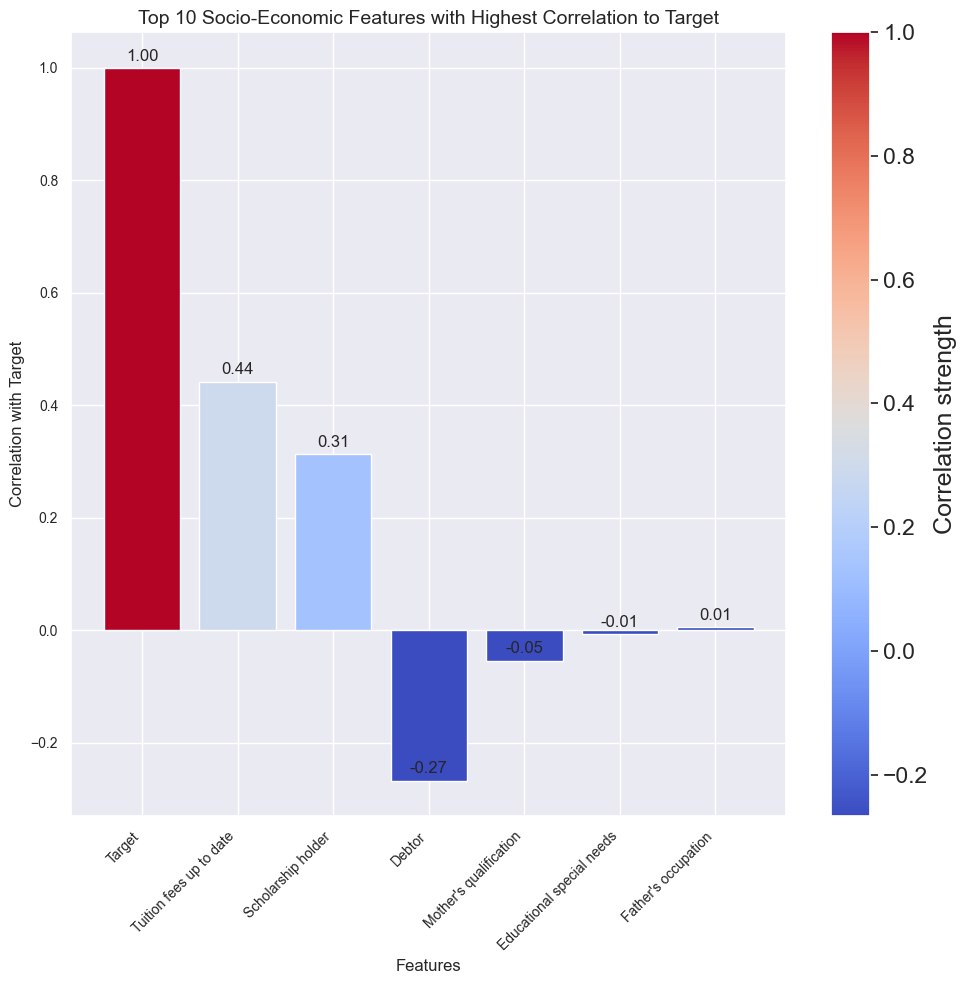 Top 10 Socio-Economic Features with Highest Correlation to Target
Correlation with Target
1.0
0.8
0.6
0.4
0.2
0.0
−0.2
1.00
0.44
0.31
-0.27
-0.05
-0.01
0.01
Target
Tuition fees up to date
Scholarship holder
Debtor
Mother's qualification
Educational special needs
Father's occupation
Features
1.0
0.8
0.6
0.4
0.2
0.0
−0.2
Correlation strength